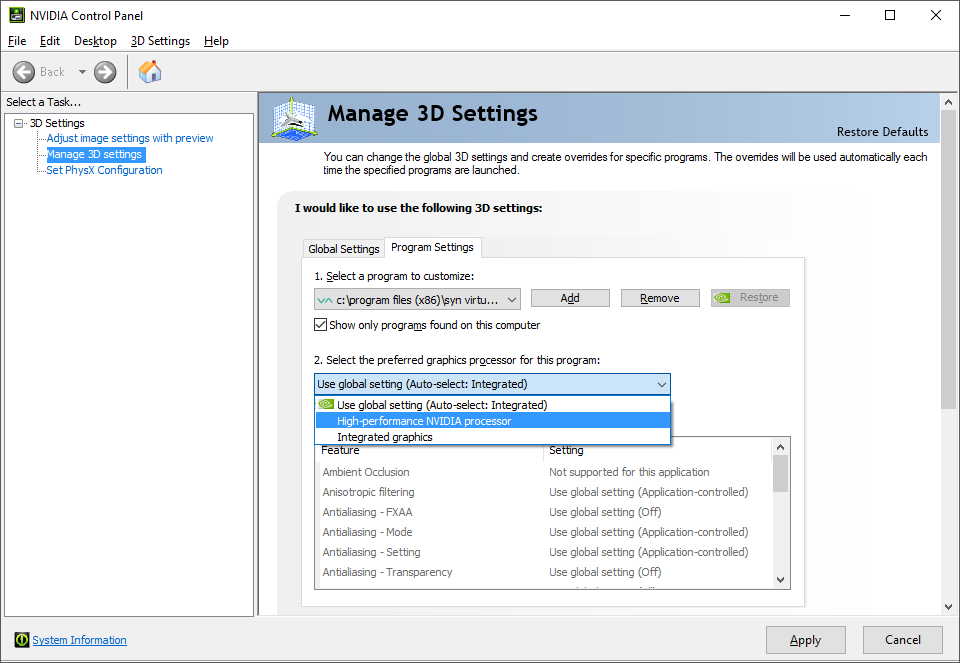 NVIDIA Control Panel
File Edit Desktop 3D Settings Help
Back
Select a Task...
3D Settings
Adjust image settings with preview
Manage 3D settings
Set PhysX Configuration
Manage 3D Settings
Restore Defaults
You can change the global 3D settings and create overrides for specific programs. The overrides will be used automatically each
time the specified programs are launched.
I would like to use the following 3D settings:
Global Settings Program Settings
1. Select a program to customize:
c:\program files (x86)\syn virtu... Add Remove Restore
Show only programs found on this computer
2. Select the preferred graphics processor for this program:
Use global setting (Auto-select: Integrated)
Use global setting (Auto-select: Integrated)
High-performance NVIDIA processor
Integrated graphics
Feature Setting
Ambient Occlusion Not supported for this application
Anisotropic filtering Use global setting (Application-controlled)
Antialiasing - FXAA Use global setting (Off)
Antialiasing - Mode Use global setting (Application-controlled)
Antialiasing - Setting Use global setting (Application-controlled)
Antialiasing - Transparency Use global setting (Off)
System Information
Apply Cancel